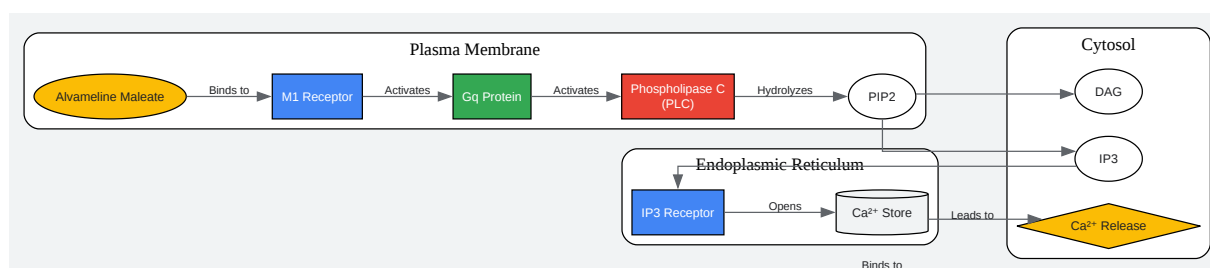 Plasma Membrane
Cytosol
Alvameline Maleate
Binds to
M1 Receptor
Activates
Gq Protein
Activates
Phospholipase C
(PLC)
Hydrolyzes
PIP2
DAG
IP3
Endoplasmic Reticulum
IP3 Receptor
Opens
Ca²⁺ Store
Leads to
Ca²⁺ Release
Binds to